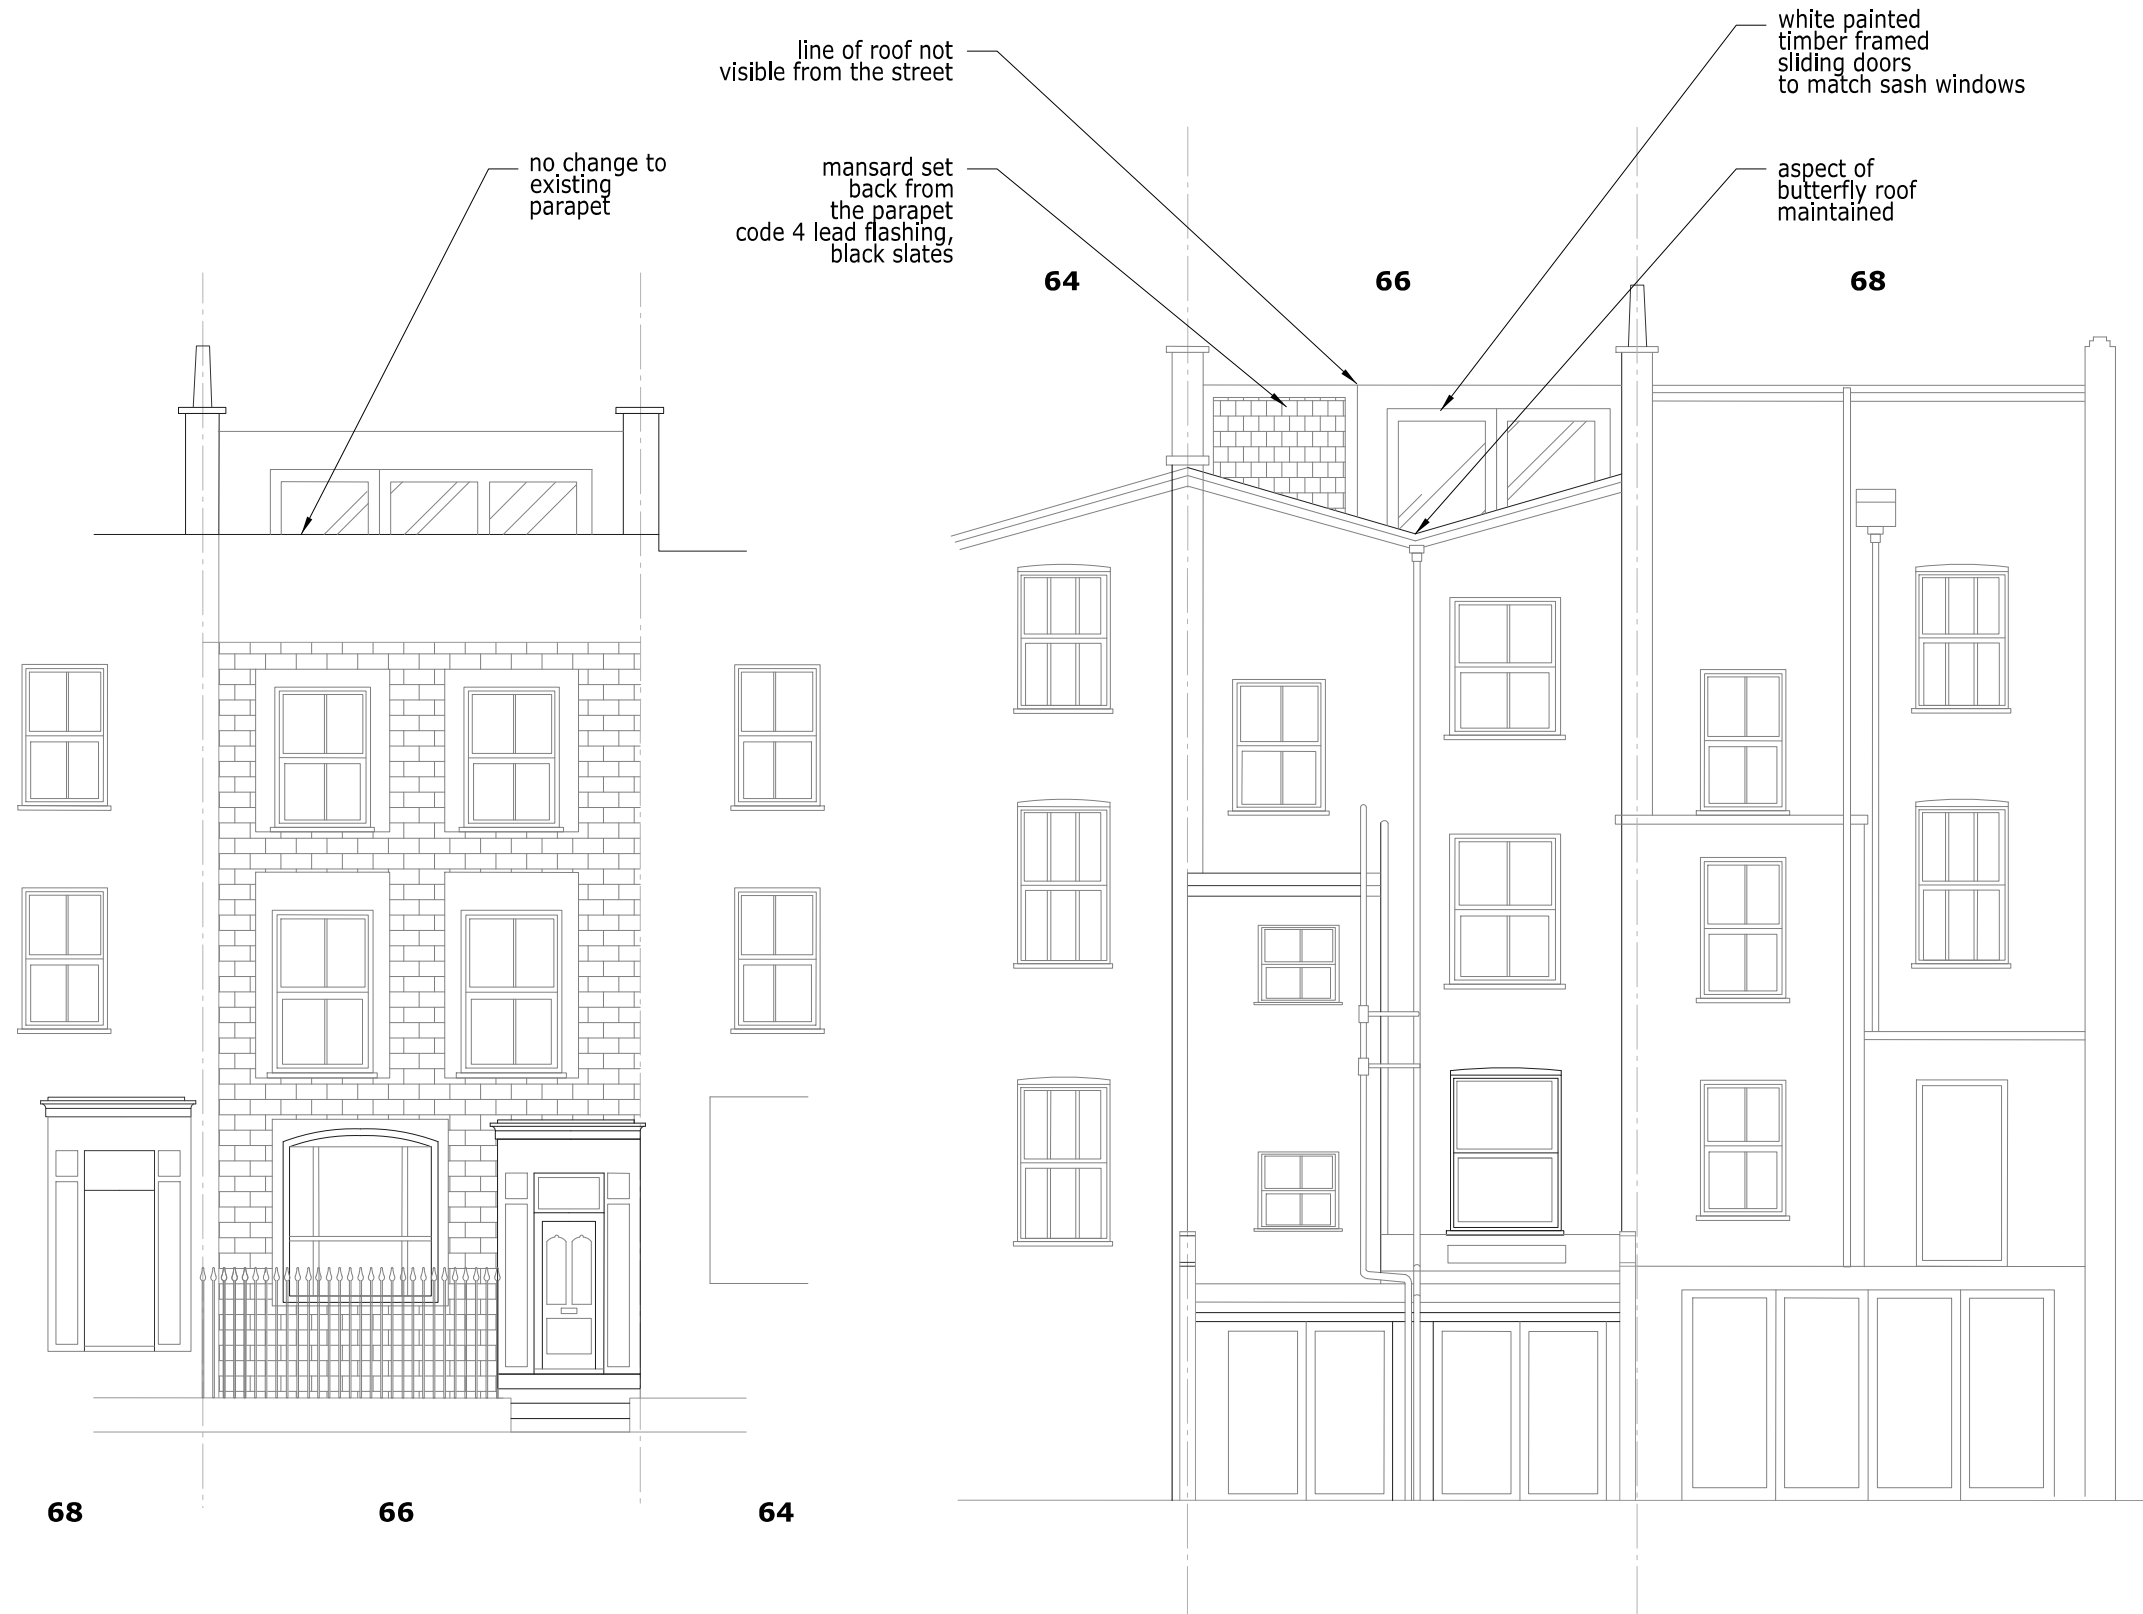 white painted
timber framed
sliding doors
to match sash windows
line of roof not
visible from the street
no change to
existing
parapet
mansard set
back from
the parapet
code 4 lead flashing,
black slates
aspect of
butterfly roof
maintained
64
66
68
68
66
64